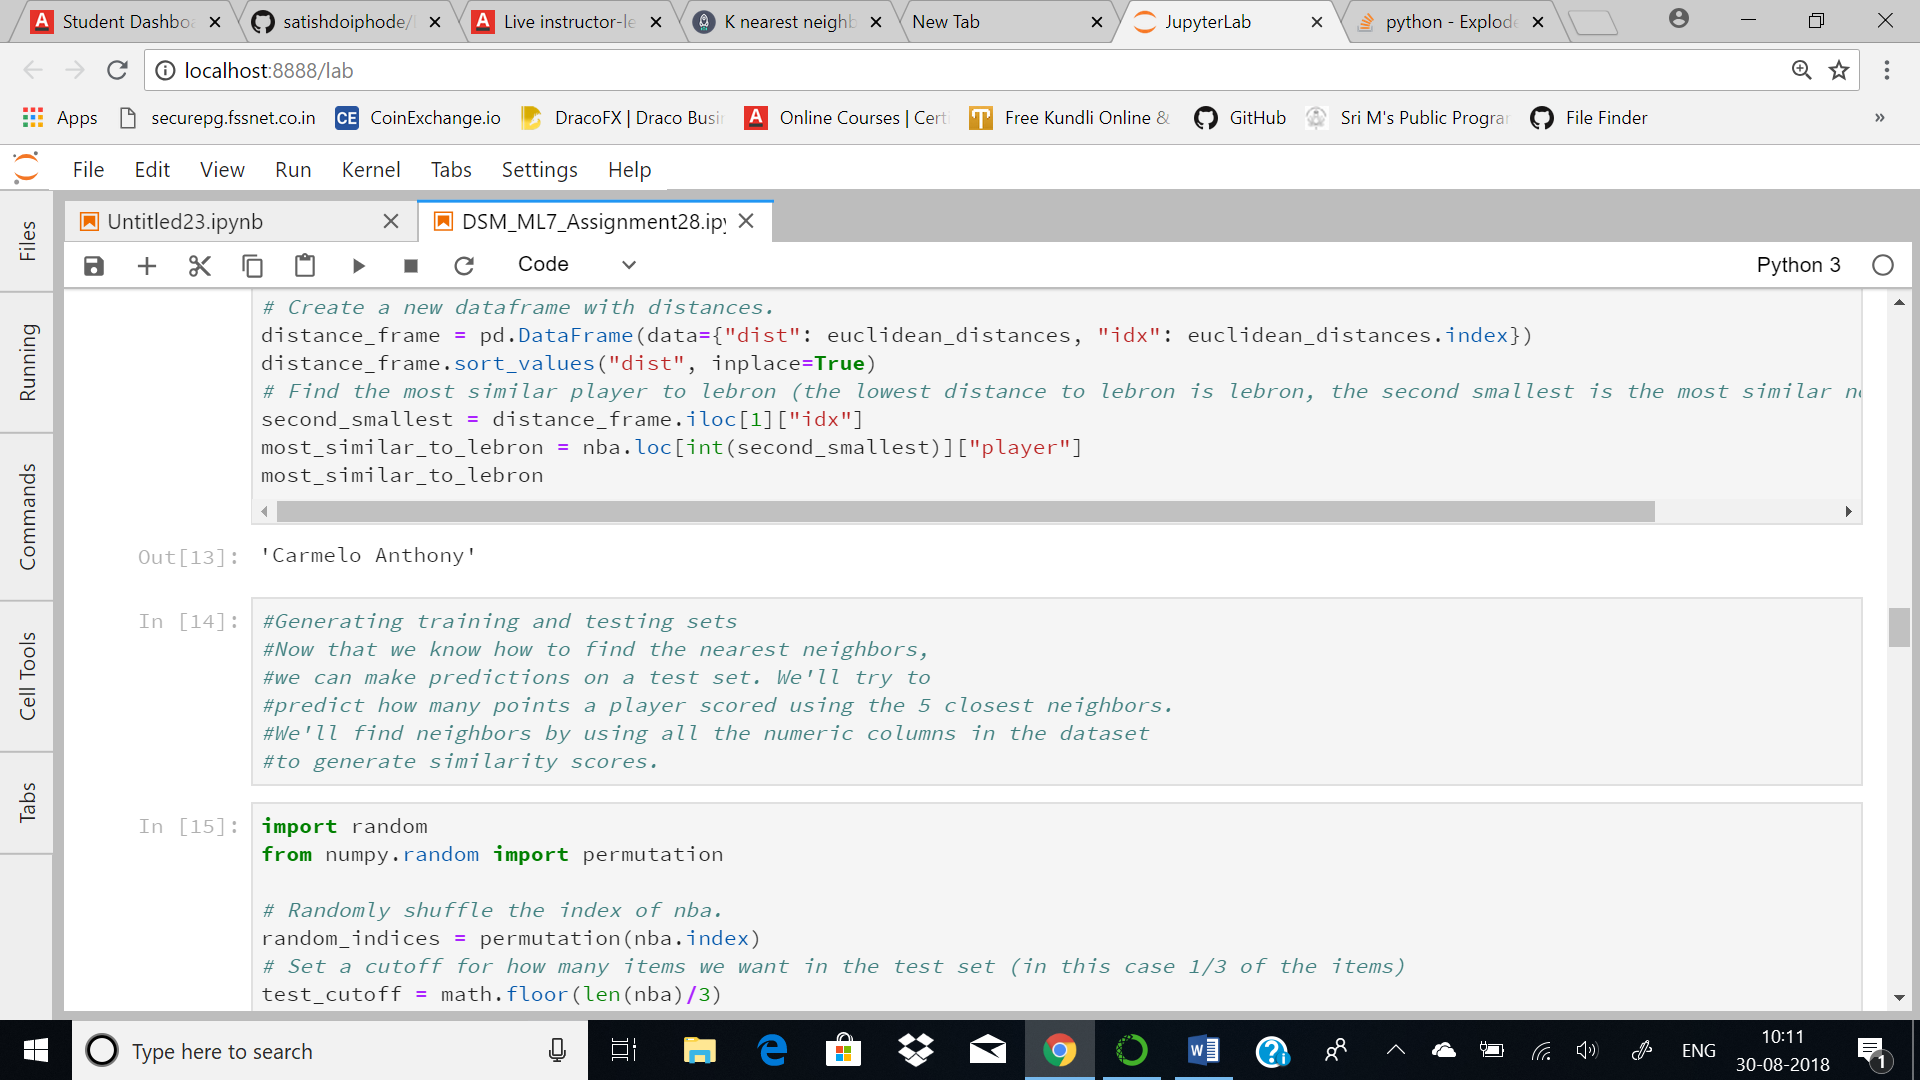 Student Dashbo
satishdoiphode/
Live instructor-le
K nearest neighb
New Tab
JupyterLab
python - Explode
localhost:8888/lab
Apps
securepg.fssnet.co.in
CE CoinExchange.io
DracoFX | Draco Busi
Online Courses | Certi
Free Kundli Online &
GitHub
Sri M's Public Progra
File Finder
»
File Edit View Run Kernel Tabs Settings Help
Files
Running
Commands
Cell Tools
Tabs
Untitled23.ipynb
DSM_ML7_Assignment28.ipy
Code
Python 3
# Create a new dataframe with distances.
distance_frame = pd.DataFrame(data={"dist": euclidean_distances, "idx": euclidean_distances.index})
distance_frame.sort_values("dist", inplace=True)
# Find the most similar player to lebron (the lowest distance to lebron is lebron, the second smallest is the most similar n
second_smallest = distance_frame.iloc[1]["idx"]
most_similar_to_lebron = nba.loc[int(second_smallest)]["player"]
most_similar_to_lebron
Out[13]: 'Carmelo Anthony'
In [14]: #Generating training and testing sets
#Now that we know how to find the nearest neighbors,
#we can make predictions on a test set. We'll try to
#predict how many points a player scored using the 5 closest neighbors.
#We'll find neighbors by using all the numeric columns in the dataset
#to generate similarity scores.
In [15]: import random
from numpy.random import permutation
# Randomly shuffle the index of nba.
random_indices = permutation(nba.index)
# Set a cutoff for how many items we want in the test set (in this case 1/3 of the items)
test_cutoff = math.floor(len(nba)/3)
Type here to search
ENG
10:11
30-08-2018
1